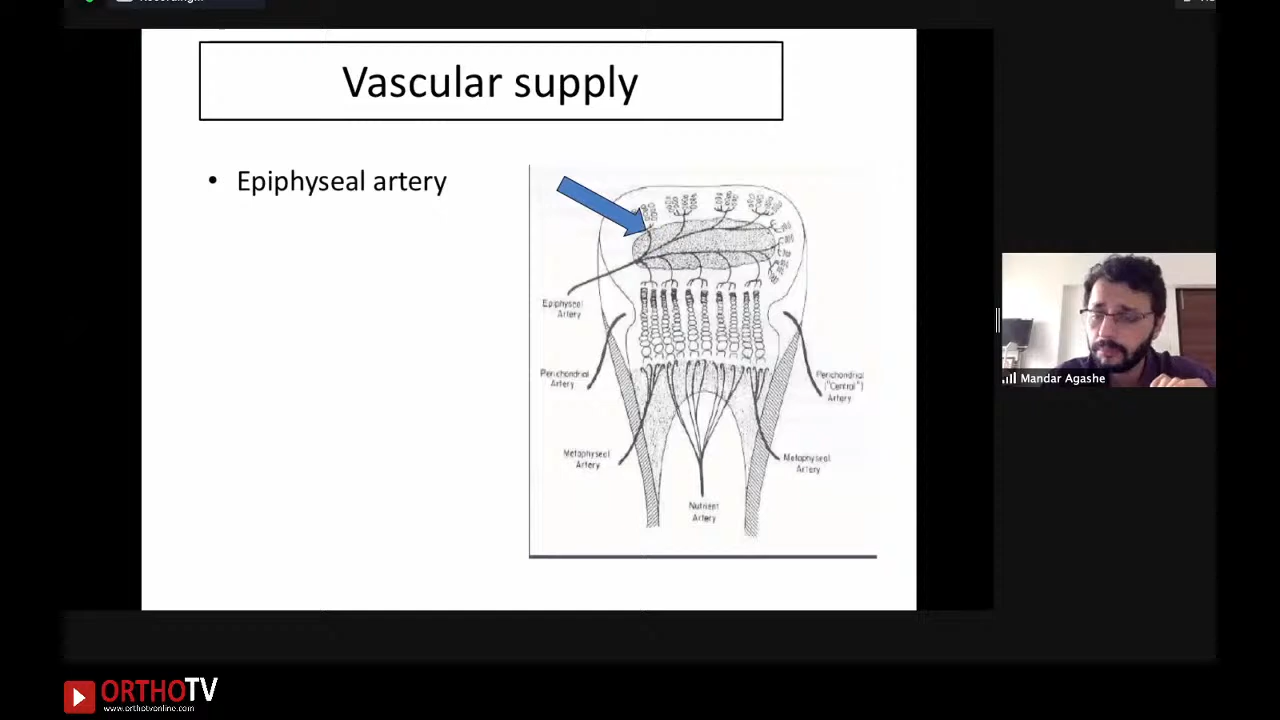 Vascular supply
• Epiphyseal artery
Epiphyseal
Artery
Perichondrial
Artery
Perichondrial
("Central")
Artery
Metaphyseal
Artery
Metaphyseal
Artery
Nutrient
Artery
Mandar Agashe
ORTHOTV
www.orthotvonline.com